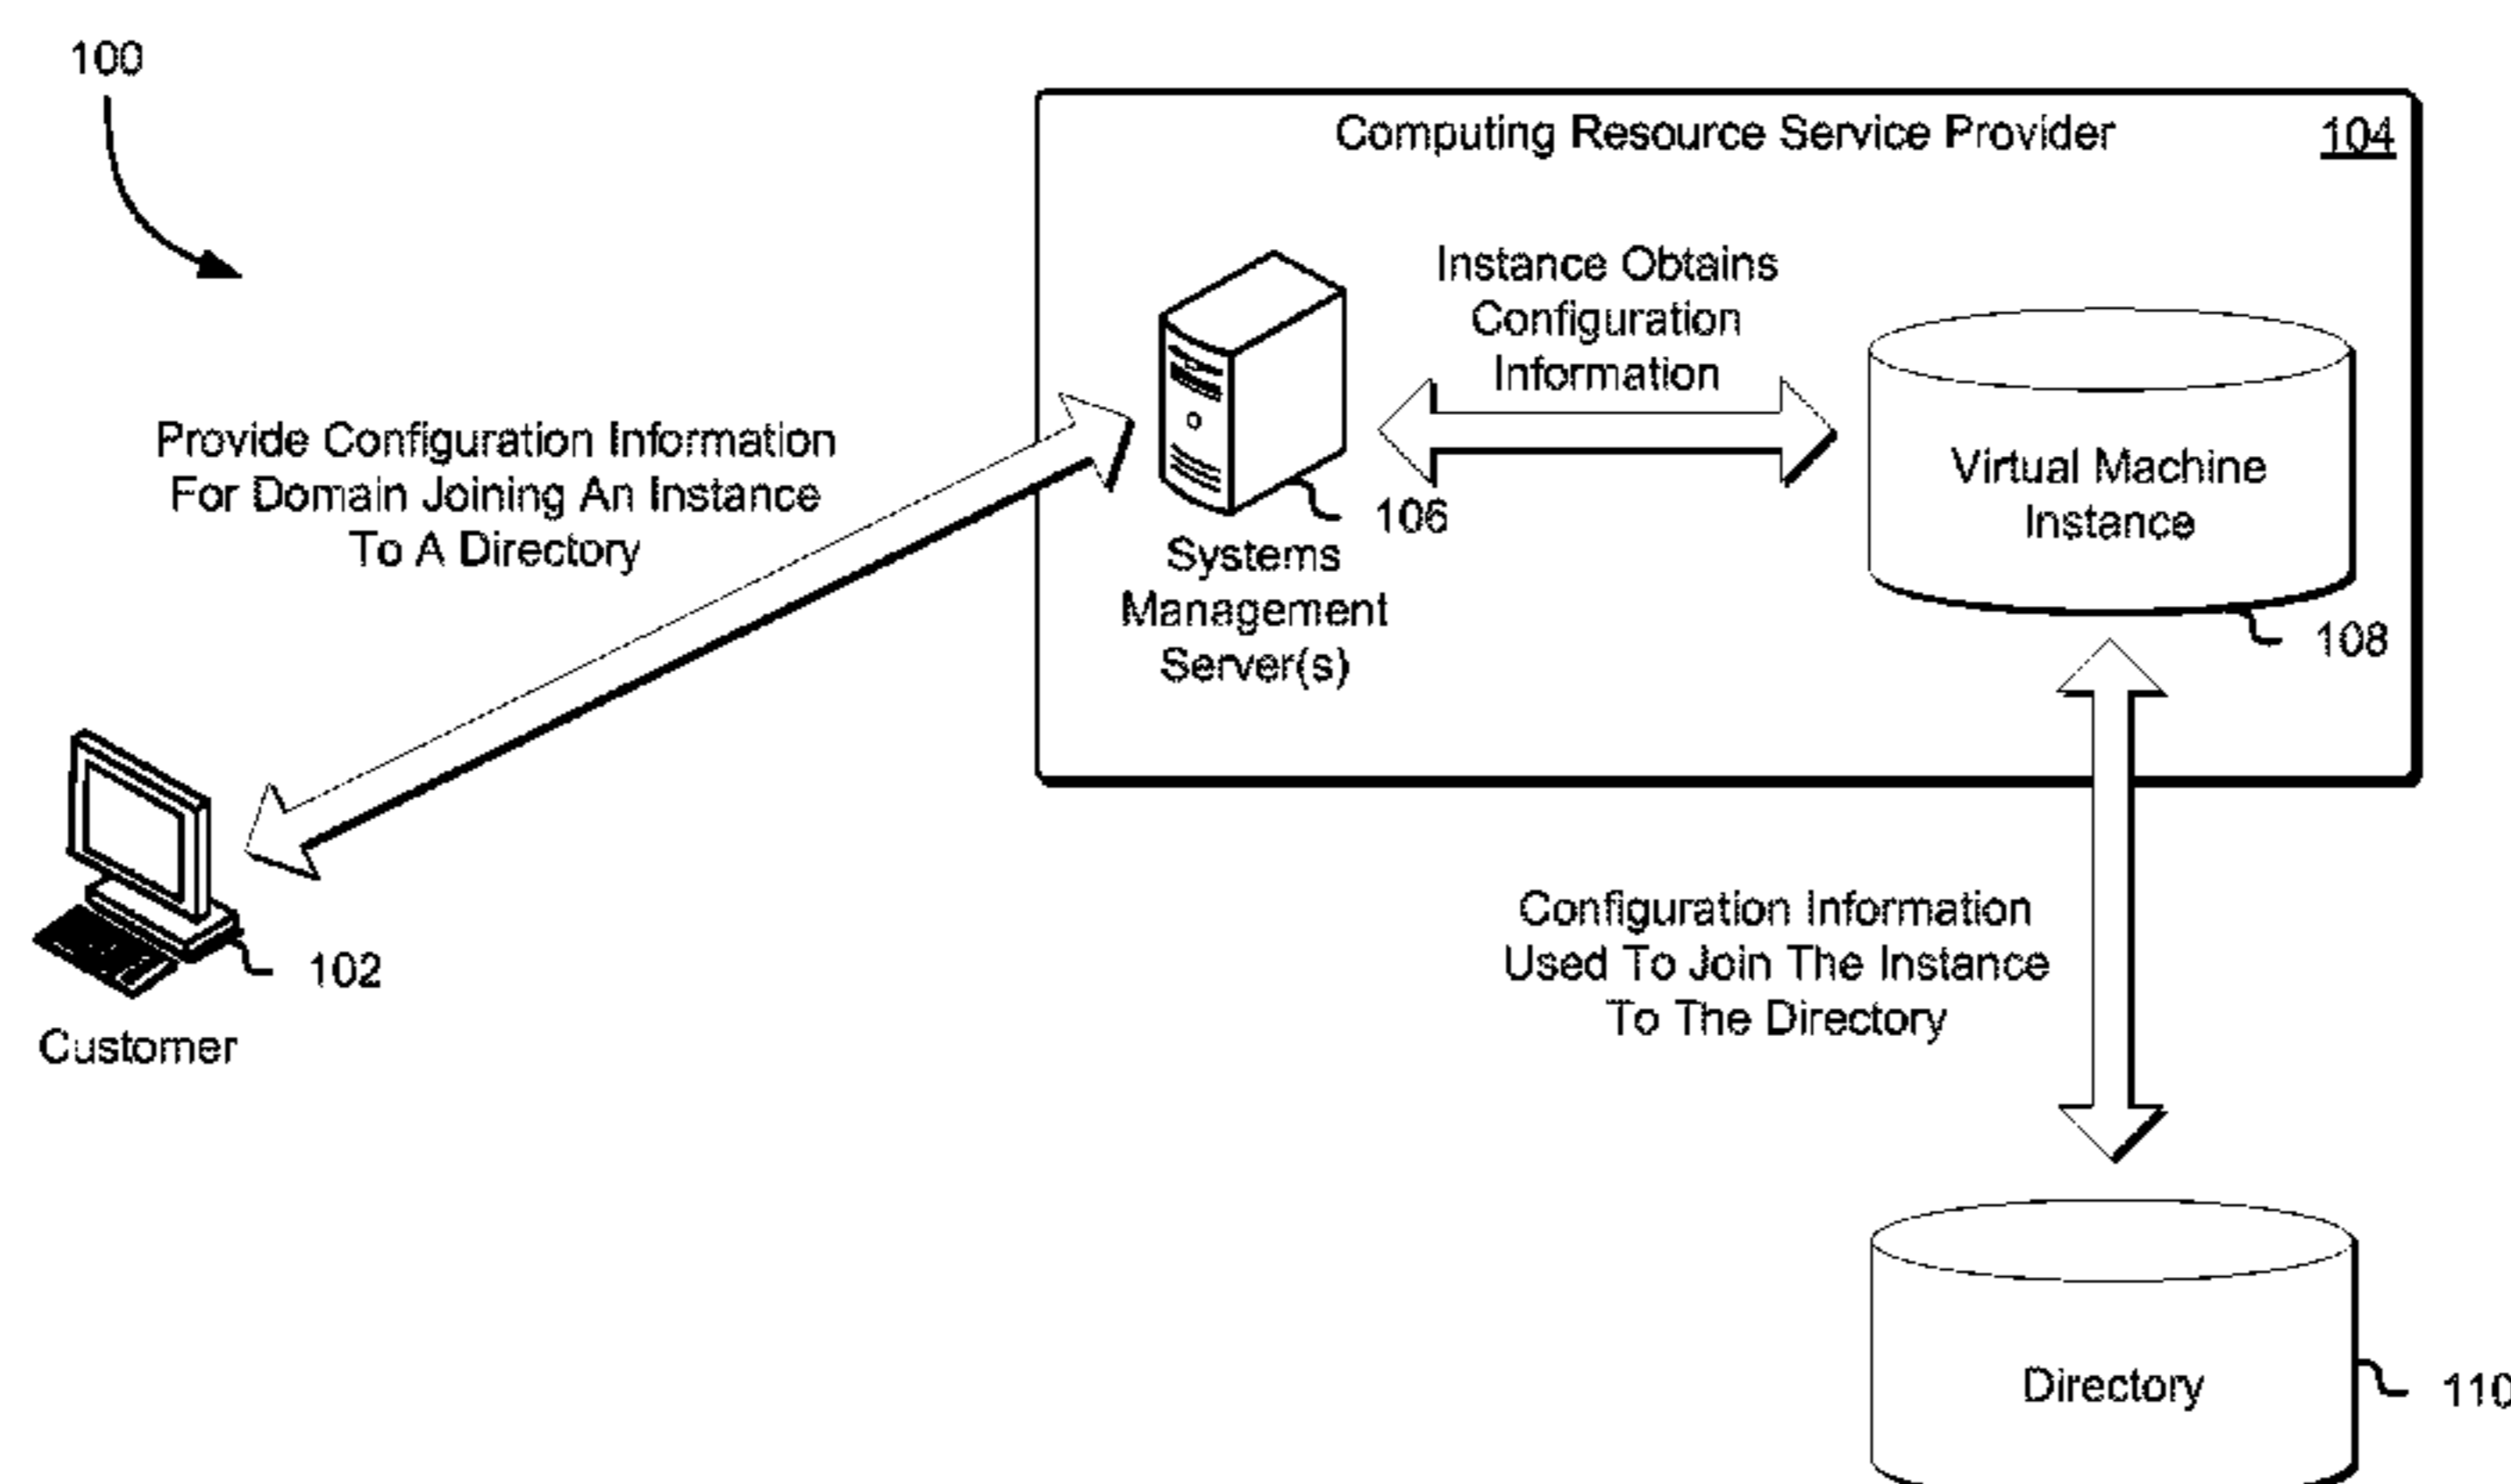 100
Computing Resource Service Provider
104
Instance Obtains
Configuration
Information
Provide Configuration Information
For Domain Joining An Instance
To A Directory
Virtual Machine
Instance
106
Systems
Management
Server(s)
108
102
Customer
Configuration Information
Used To Join The Instance
To The Directory
Directory
110